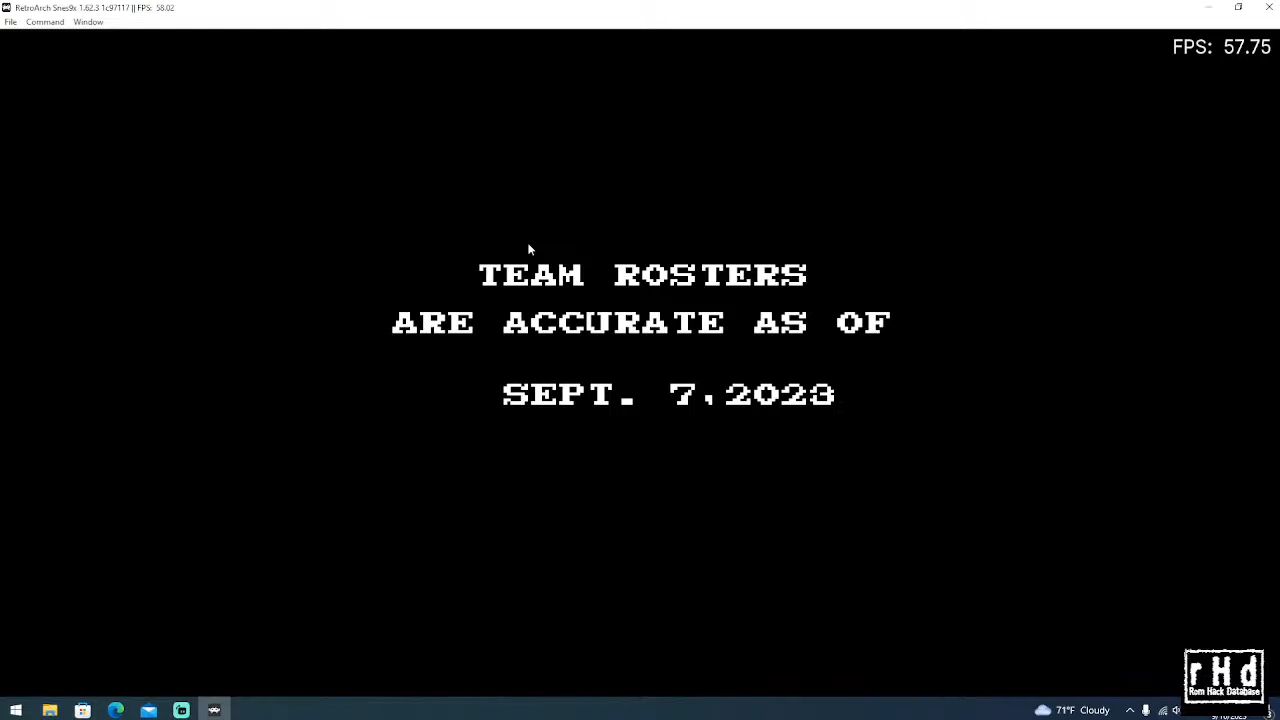 RetroArch Snes9x 1.62.3 1c97117 || FPS: 58.02
File Command Window
FPS: 57.75
TEAM ROSTERS
ARE ACCURATE AS OF
SEPT. 7,2023
rHd
Rom Hack Database
71°F Cloudy